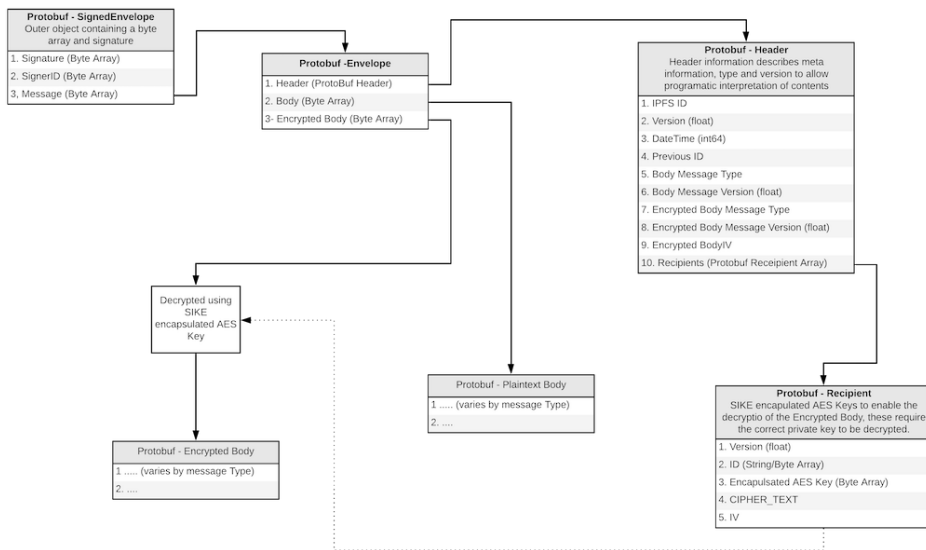 Protobuf - SignedEnvelope
Outer object containing a byte
array and signature
1. Signature (Byte Array)
2. SignerID (Byte Array)
3, Message (Byte Array)
Protobuf -Envelope
1. Header (ProtoBuf Header)
2. Body (Byte Array)
3- Encrypted Body (Byte Array)
Protobuf - Header
Header information describes meta
information, type and version to allow
programatic interpretation of contents
1. IPFS ID
2. Version (float)
3. DateTime (int64)
4. Previous ID
5. Body Message Type
6. Body Message Version (float)
7. Encrypted Body Message Type
8. Encrypted Body Message Version (float)
9. Encrypted BodyIV
10. Recipients (Protobuf Receipient Array)
Decrypted using
SIKE
encapsulated AES
Key
Protobuf - Plaintext Body
1 ..... (varies by message Type)
2. ....
Protobuf - Encrypted Body
1 ..... (varies by message Type)
2. ....
Protobuf - Recipient
SIKE encapulated AES Keys to enable the
decryptio of the Encrypted Body, these require
the correct private key to be decrypted.
1. Version (float)
2. ID (String/Byte Array)
3. Encapulsated AES Key (Byte Array)
4. CIPHER_TEXT
5. IV